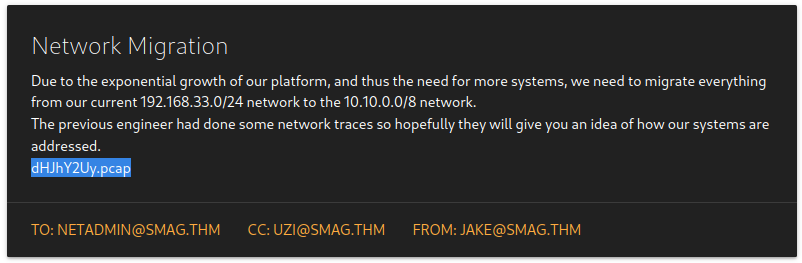 Network Migration
Due to the exponential growth of our platform, and thus the need for more systems, we need to migrate everything
from our current 192.168.33.0/24 network to the 10.10.0.0/8 network.
The previous engineer had done some network traces so hopefully they will give you an idea of how our systems are
addressed.
dHJhY2Uy.pcap
TO: NETADMIN@SMAG.THM CC: UZI@SMAG.THM FROM: JAKE@SMAG.THM